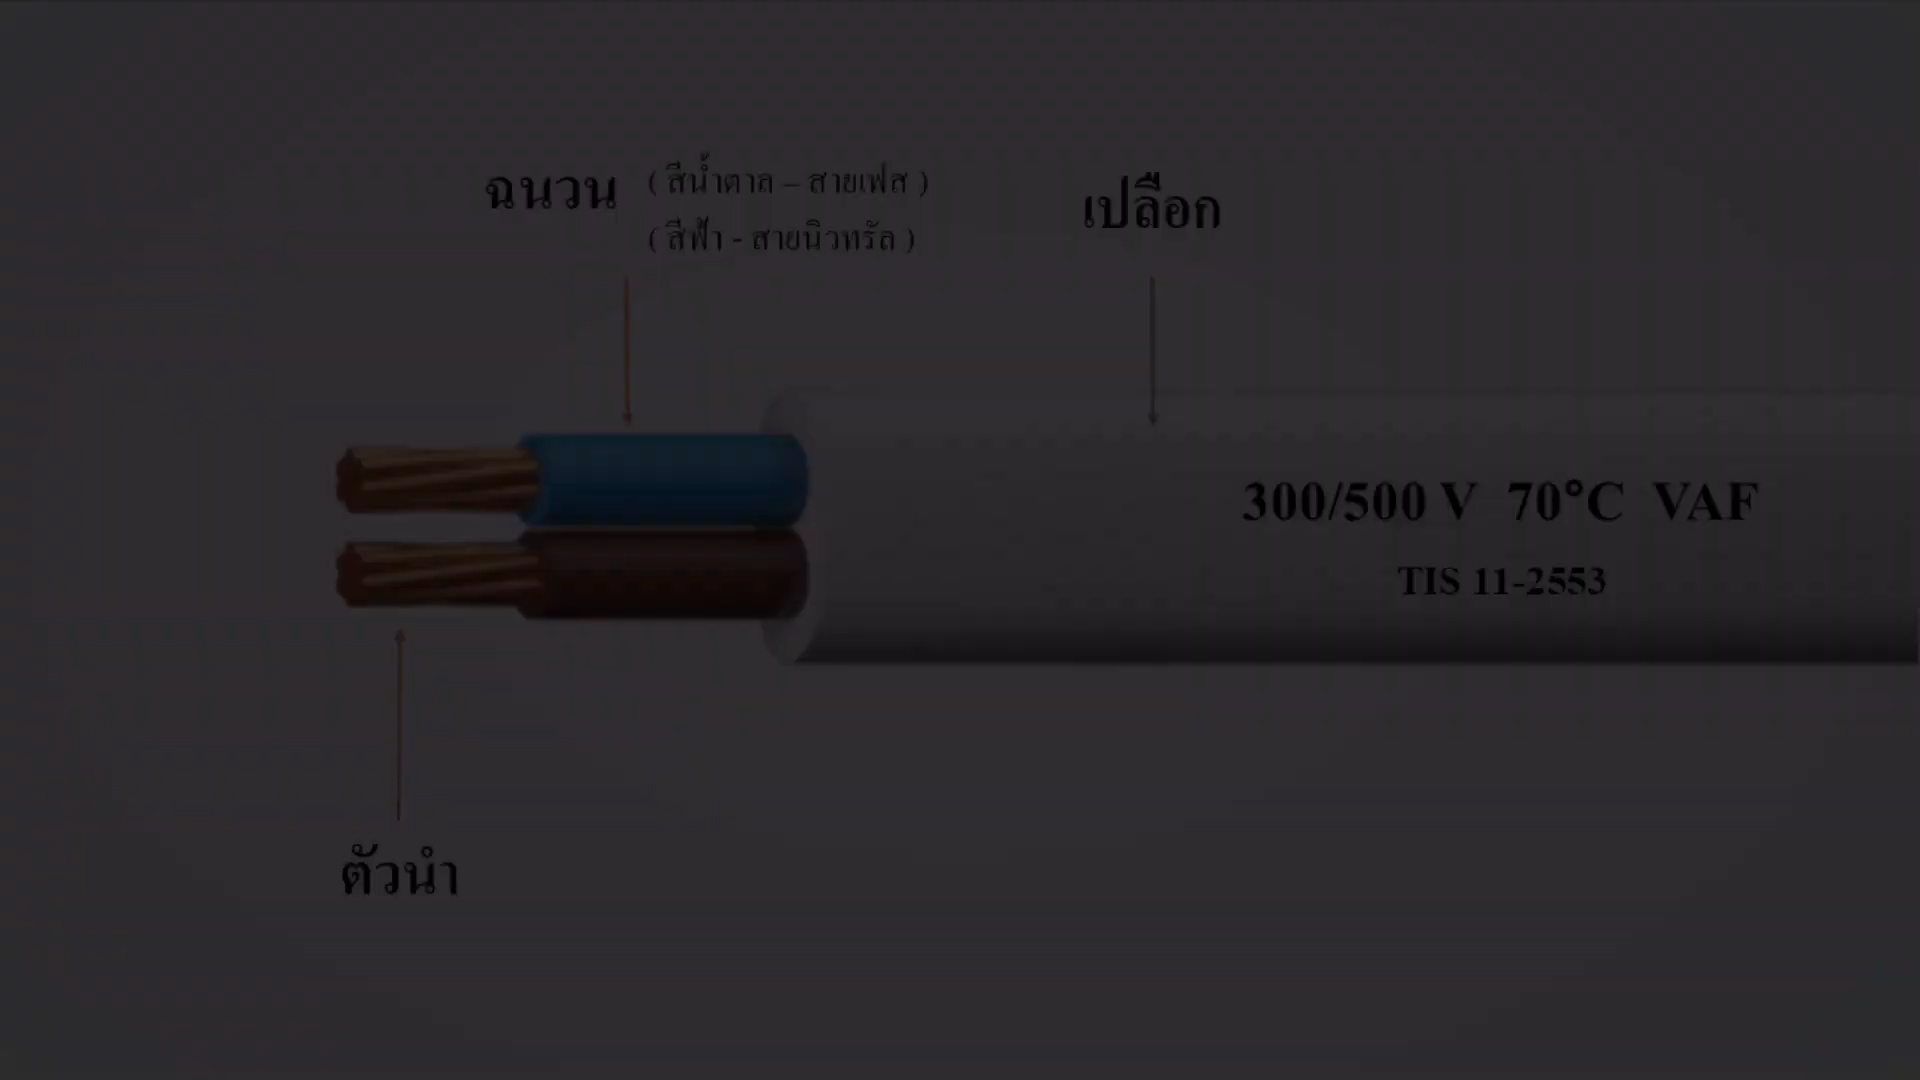 ฉนวน ( สีน้ำตาล – สายเฟส )
( สีฟ้า - สายนิวทรัล )
เปลือก
300/500 V 70°C VAF
TIS 11-2553
ตัวนำ